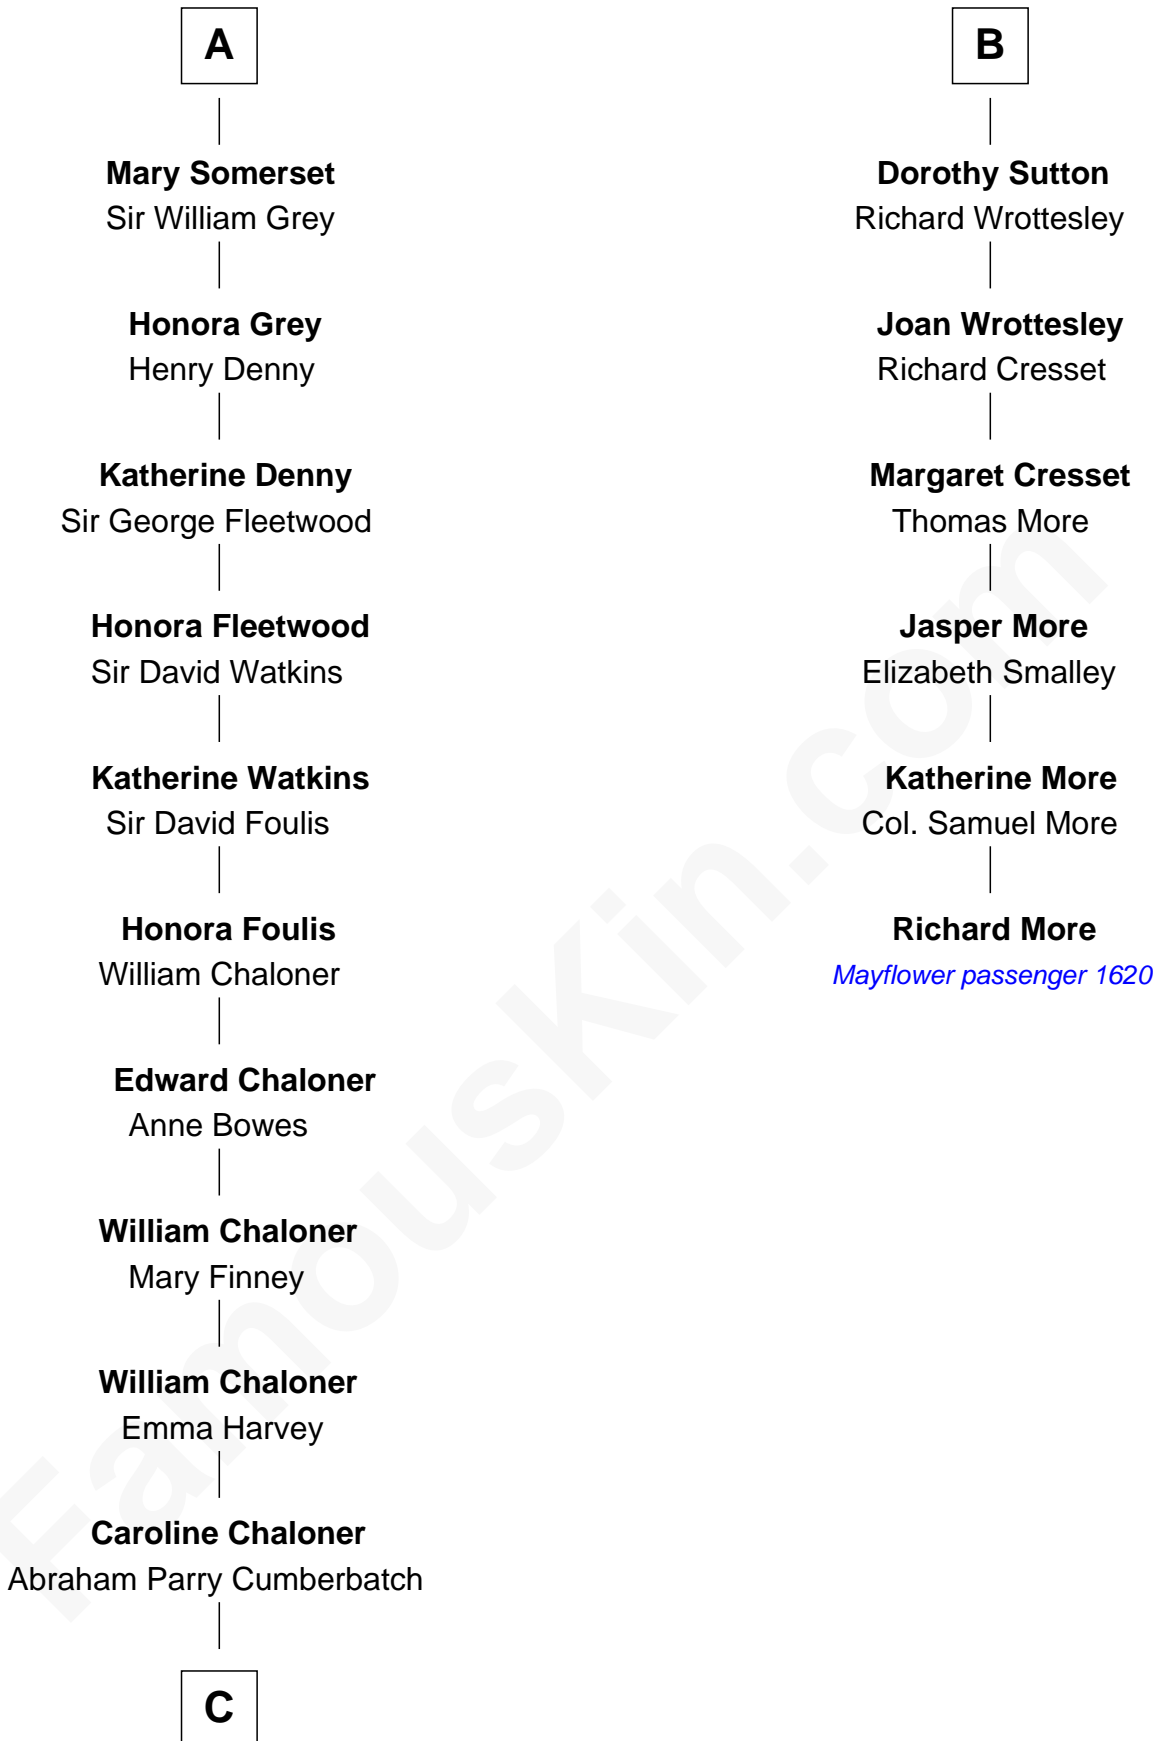 A
Mary Somerset
Sir William Grey
Honora Grey
Henry Denny
Katherine Denny
Sir George Fleetwood
Honora Fleetwood
Sir David Watkins
Katherine Watkins
Sir David Foulis
Honora Foulis
William Chaloner
Edward Chaloner
Anne Bowes
William Chaloner
Mary Finney
William Chaloner
Emma Harvey
Caroline Chaloner
Abraham Parry Cumberbatch
C
B
Dorothy Sutton
Richard Wrottesley
Joan Wrottesley
Richard Cresset
Margaret Cresset
Thomas More
Jasper More
Elizabeth Smalley
Katherine More
Col. Samuel More
Richard More
Mayflower passenger 1620
FamousKin.com